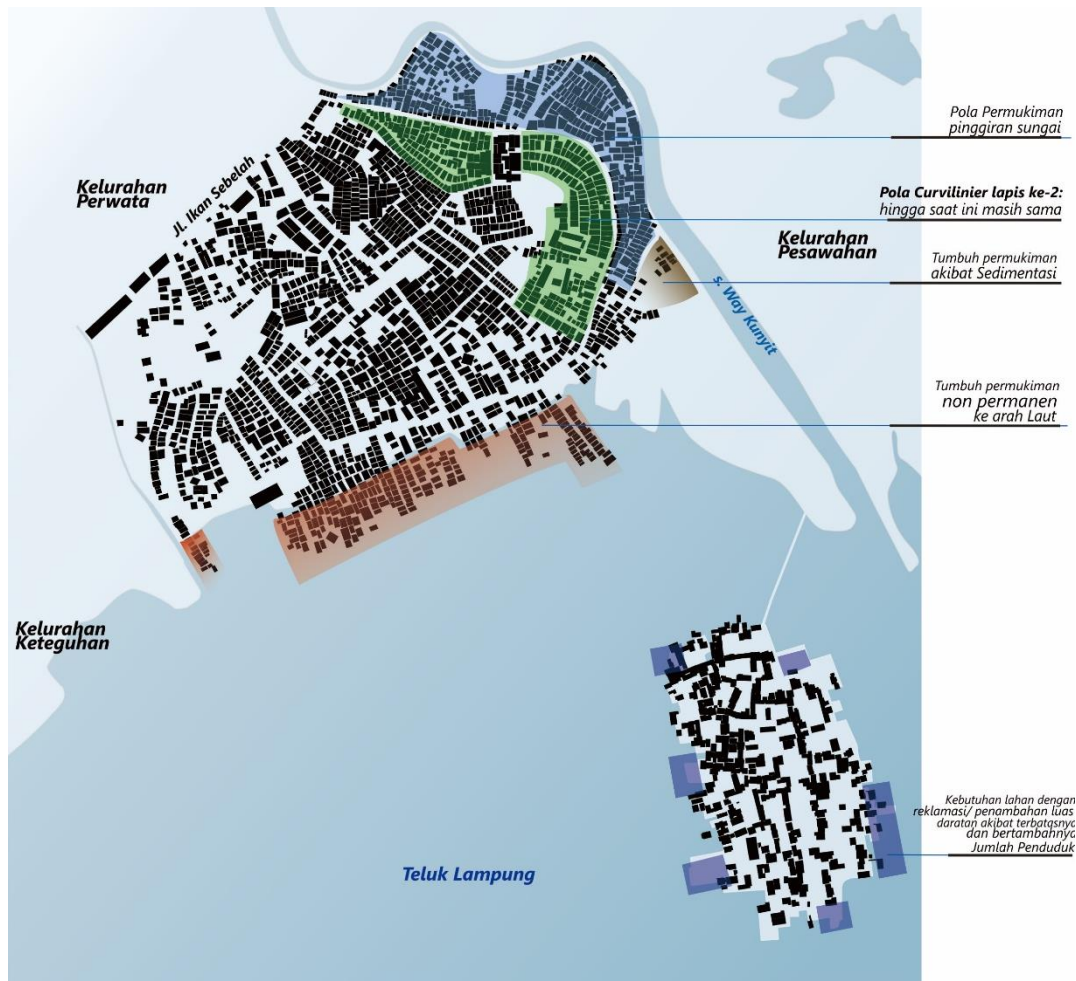 Pola Permukiman
pinggiran sungai
Kelurahan
Perwata
JL. Ikan Sebelah
Pola Curvilinier lapis ke-2:
hingga saat ini masih sama
Kelurahan
Pesawahan
Tumbuh permukiman
akibat Sedimentasi
s. Way Kunyit
Tumbuh permukiman
non permanen
ke arah Laut
Kelurahan
Keteguhan
Kebutuhan lahan dengan
reklamasi/ penambahan luas
daratan akibat terbatasnya
dan bertambahnya
Jumlah Penduduk
Teluk Lampung